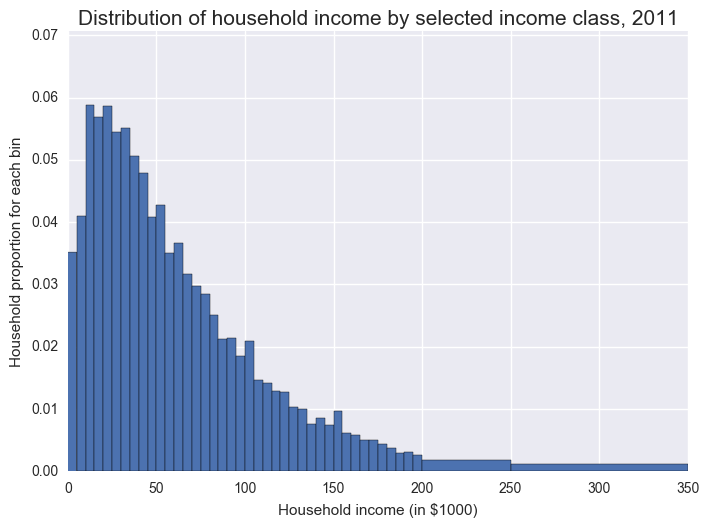 Distribution of household income by selected income class, 2011
0.07
0.06
0.05
0.04
0.03
0.02
0.01
0.00
Household proportion for each bin
0 50 100 150 200 250 300 350
Household income (in $1000)